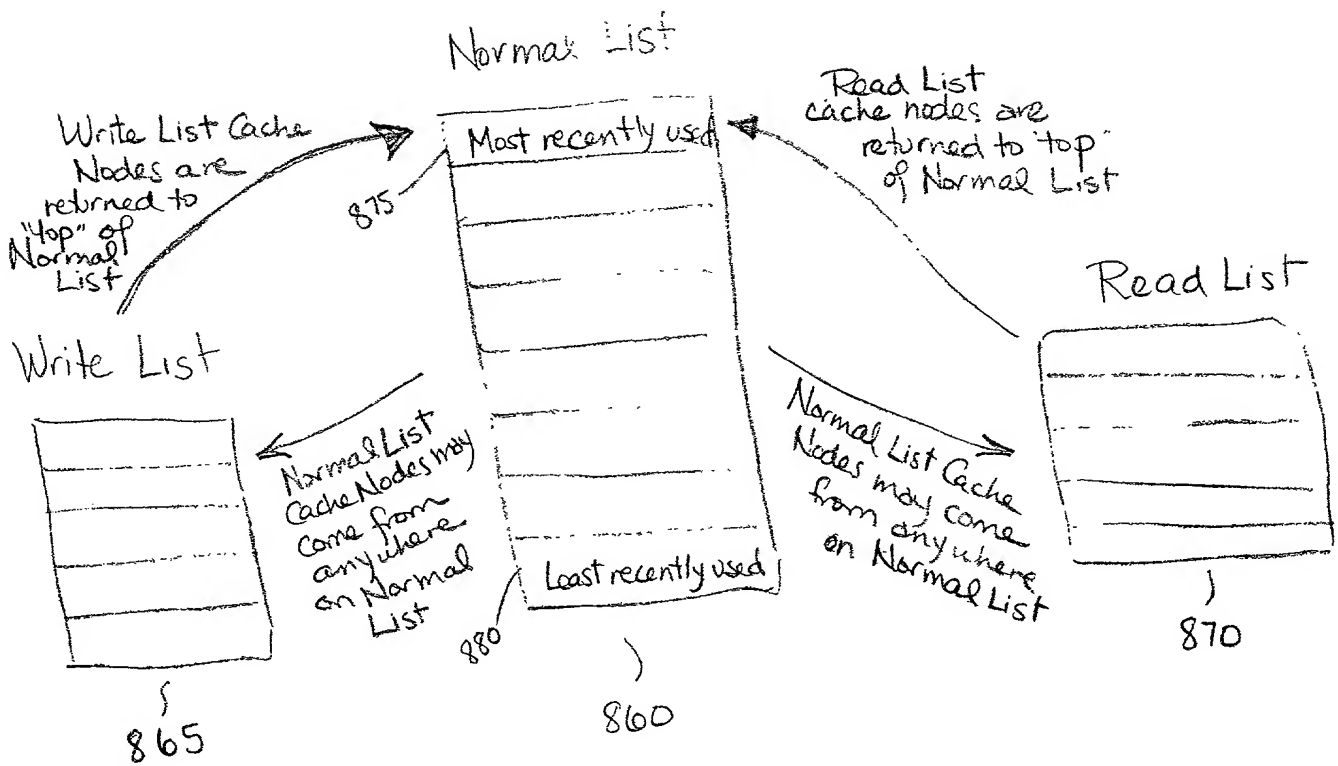 Normal List
Write List Cache
Nodes are
returned to
"top" of
Normal
List
Most recently used
875
Read List
cache nodes are
returned to "top"
of Normal List
Read List
Write List
Normal List
Cache Nodes may
come from
anywhere
on Normal
List
Normal List Cache
Nodes may come
from anywhere
on Normal List
Least recently used
880
865
860
870